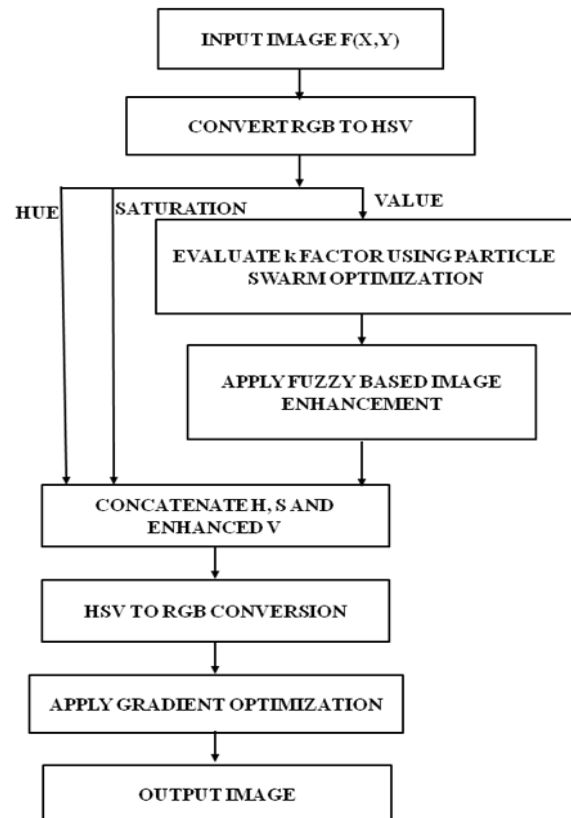 INPUT IMAGE F(X,Y)
CONVERT RGB TO HSV
HUE
SATURATION
VALUE
EVALUATE k FACTOR USING PARTICLE
SWARM OPTIMIZATION
APPLY FUZZY BASED IMAGE
ENHANCEMENT
CONCATENATE H, S AND
ENHANCED V
HSV TO RGB CONVERSION
APPLY GRADIENT OPTIMIZATION
OUTPUT IMAGE